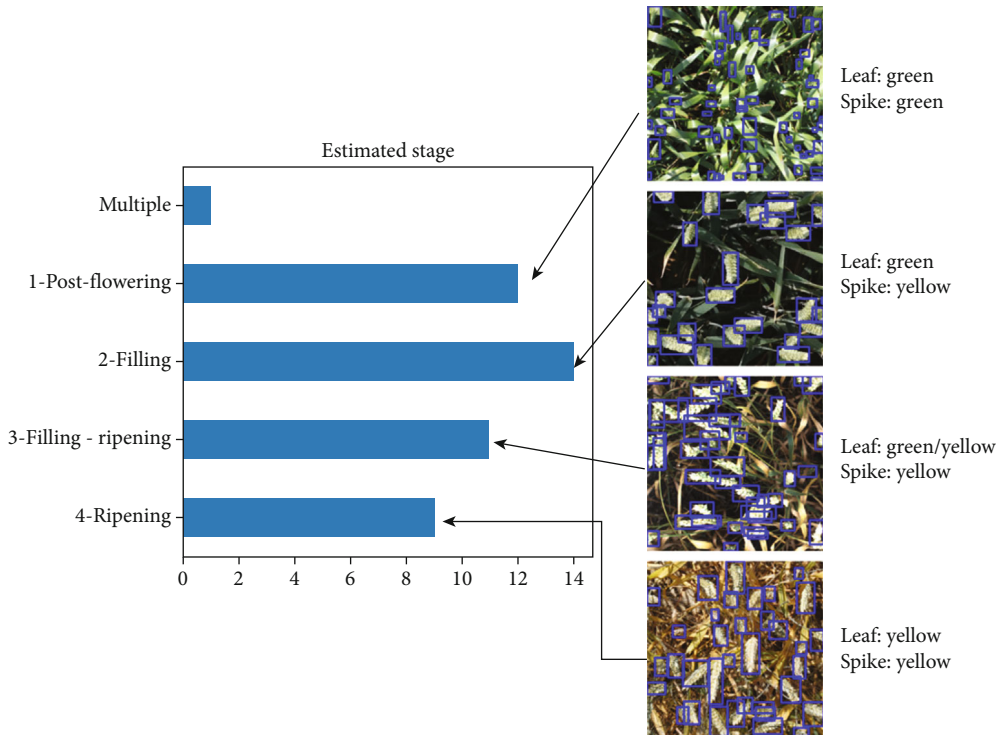 Estimated stage
Multiple
1-Post-flowering
2-Filling
3-Filling - ripening
4-Ripening
0 2 4 6 8 10 12 14
Leaf: green
Spike: green
Leaf: green
Spike: yellow
Leaf: green/yellow
Spike: yellow
Leaf: yellow
Spike: yellow